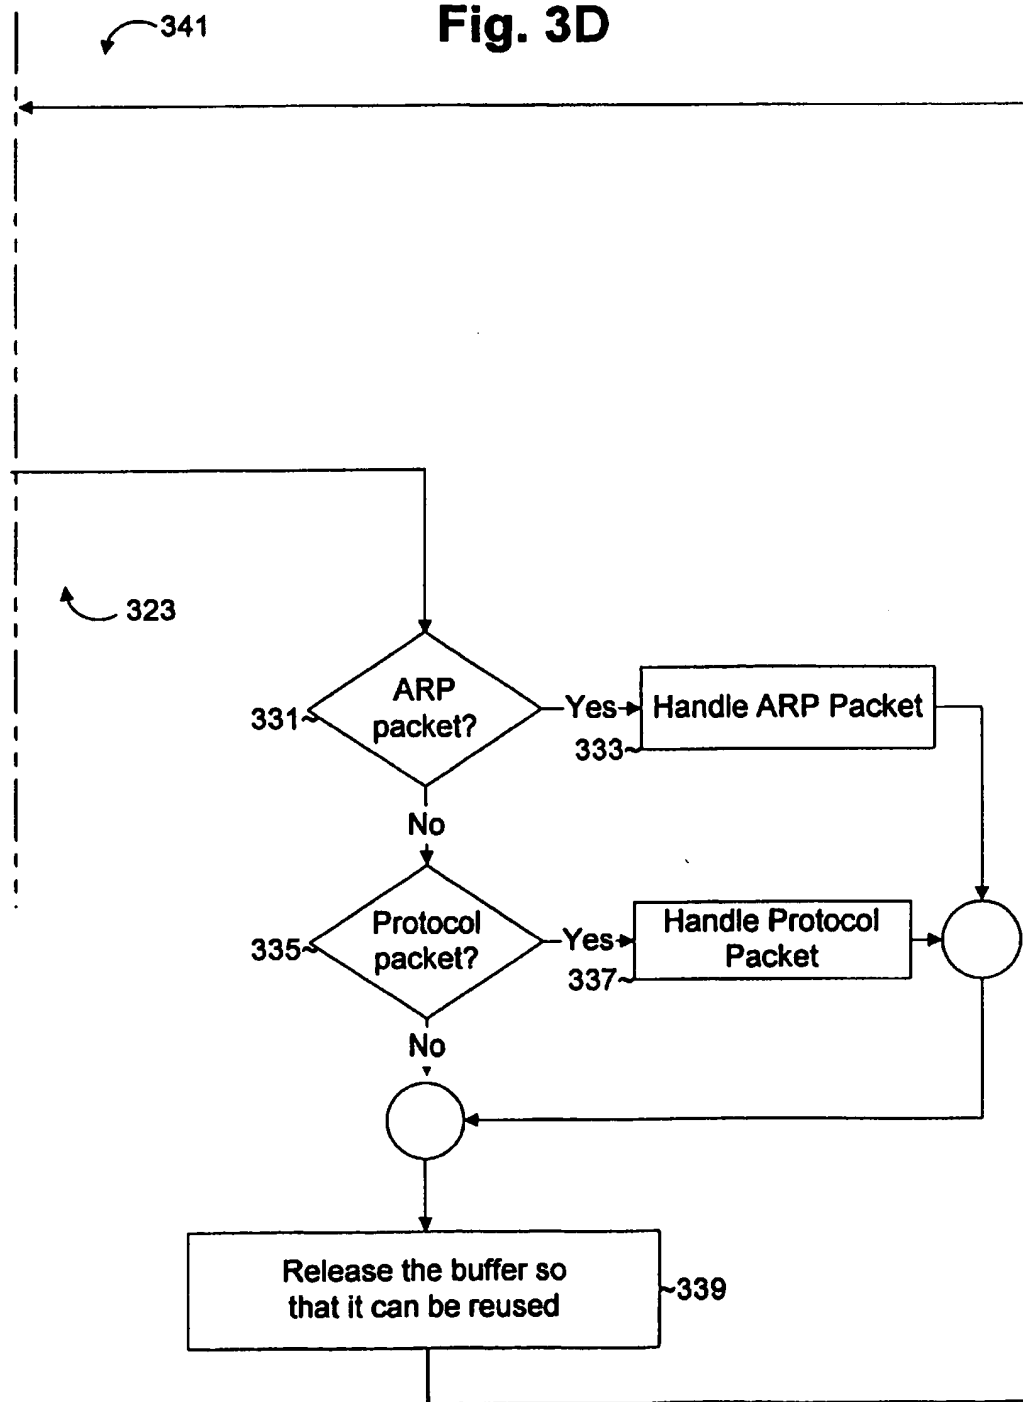 Fig. 3D
341
323
ARP
packet?
331
Yes
Handle ARP Packet
333
No
Protocol
packet?
335
Yes
Handle Protocol
Packet
337
No
Release the buffer so
that it can be reused
339